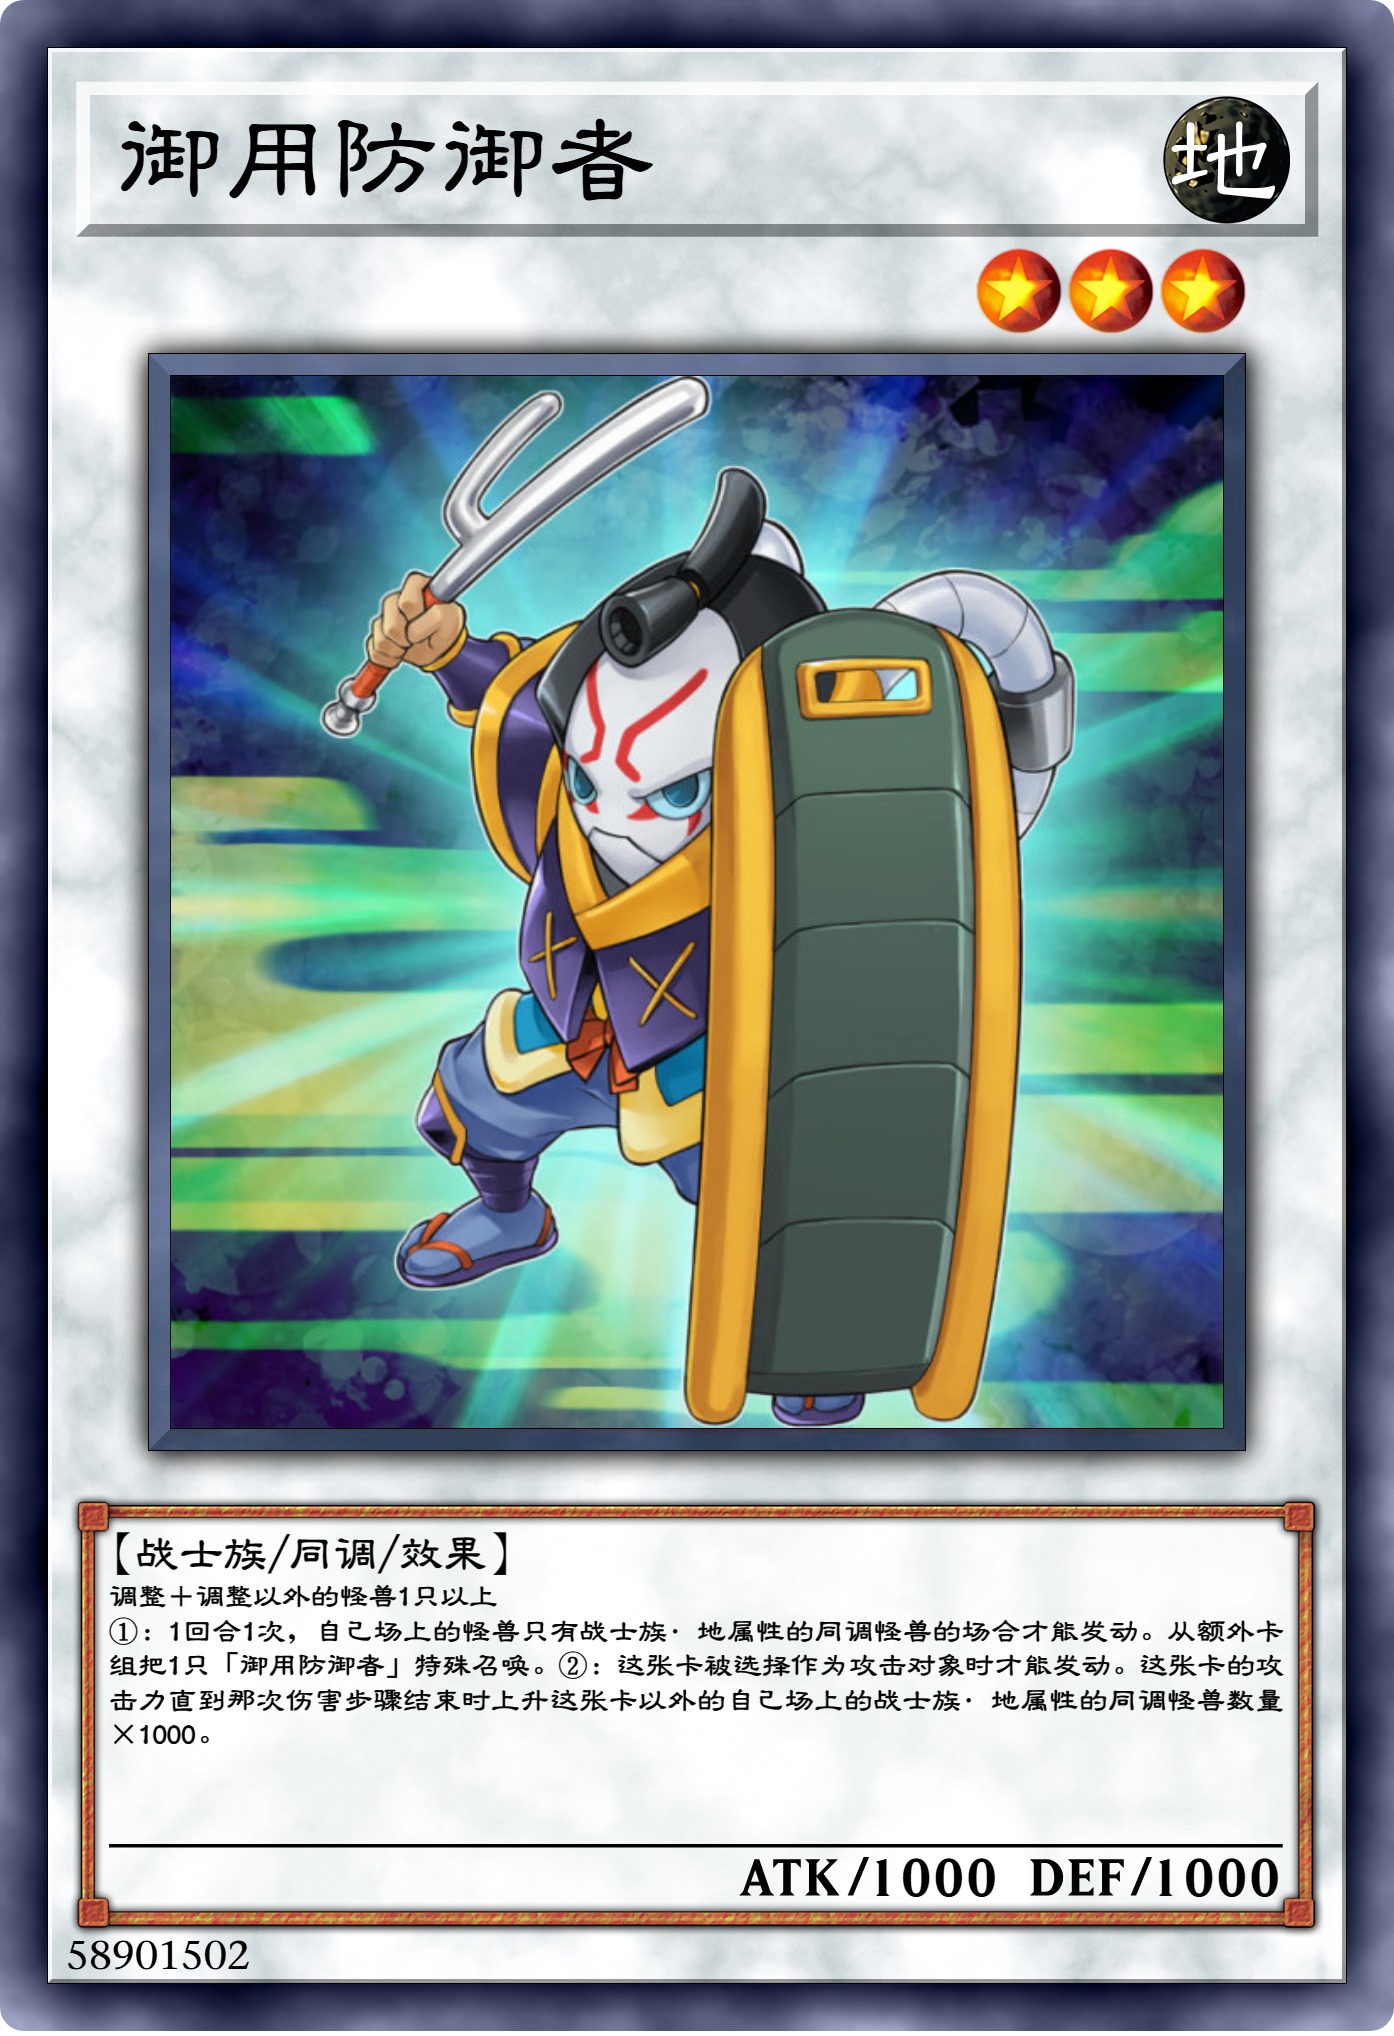 御用防御者
地
【战士族/同调/效果】
调整＋调整以外的怪兽1只以上
①：1回合1次，自己场上的怪兽只有战士族·地属性的同调怪兽的场合才能发动。从额外卡
组把1只「御用防御者」特殊召唤。②：这张卡被选择作为攻击对象时才能发动。这张卡的攻
击力直到那次伤害步骤结束时上升这张卡以外的自己场上的战士族·地属性的同调怪兽数量
×1000。
ATK/1000 DEF/1000
58901502